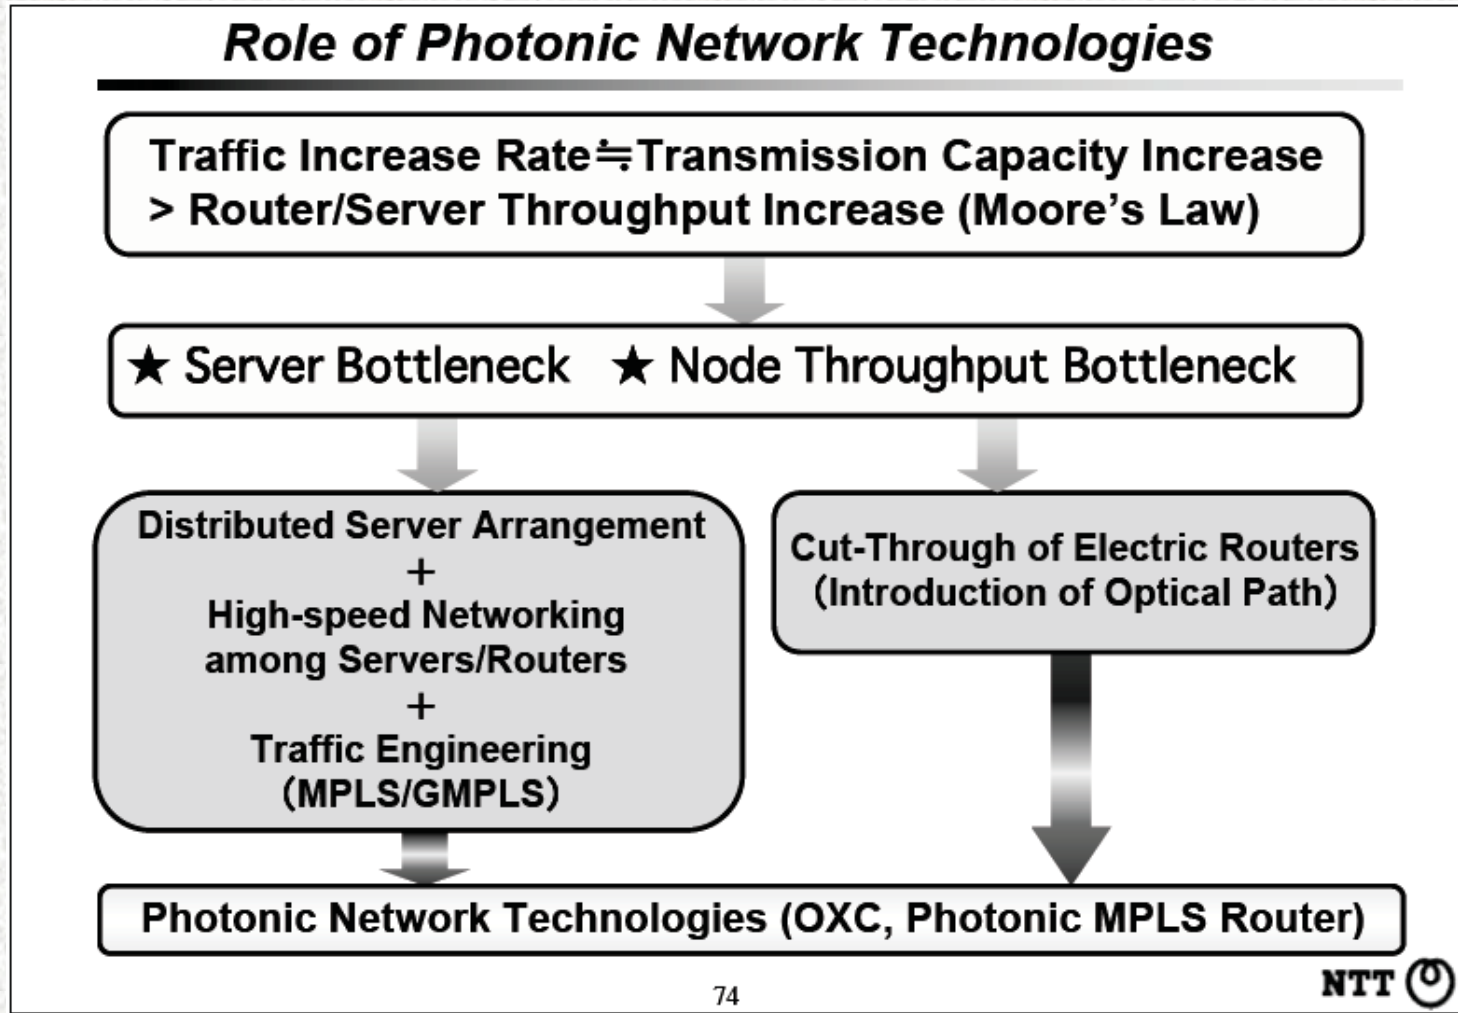 Role of Photonic Network Technologies
Traffic Increase Rate≒Transmission Capacity Increase
> Router/Server Throughput Increase (Moore’s Law)
★ Server Bottleneck ★ Node Throughput Bottleneck
Distributed Server Arrangement
+
High-speed Networking
among Servers/Routers
+
Traffic Engineering
(MPLS/GMPLS)
Cut-Through of Electric Routers
(Introduction of Optical Path)
Photonic Network Technologies (OXC, Photonic MPLS Router)
74
NTT